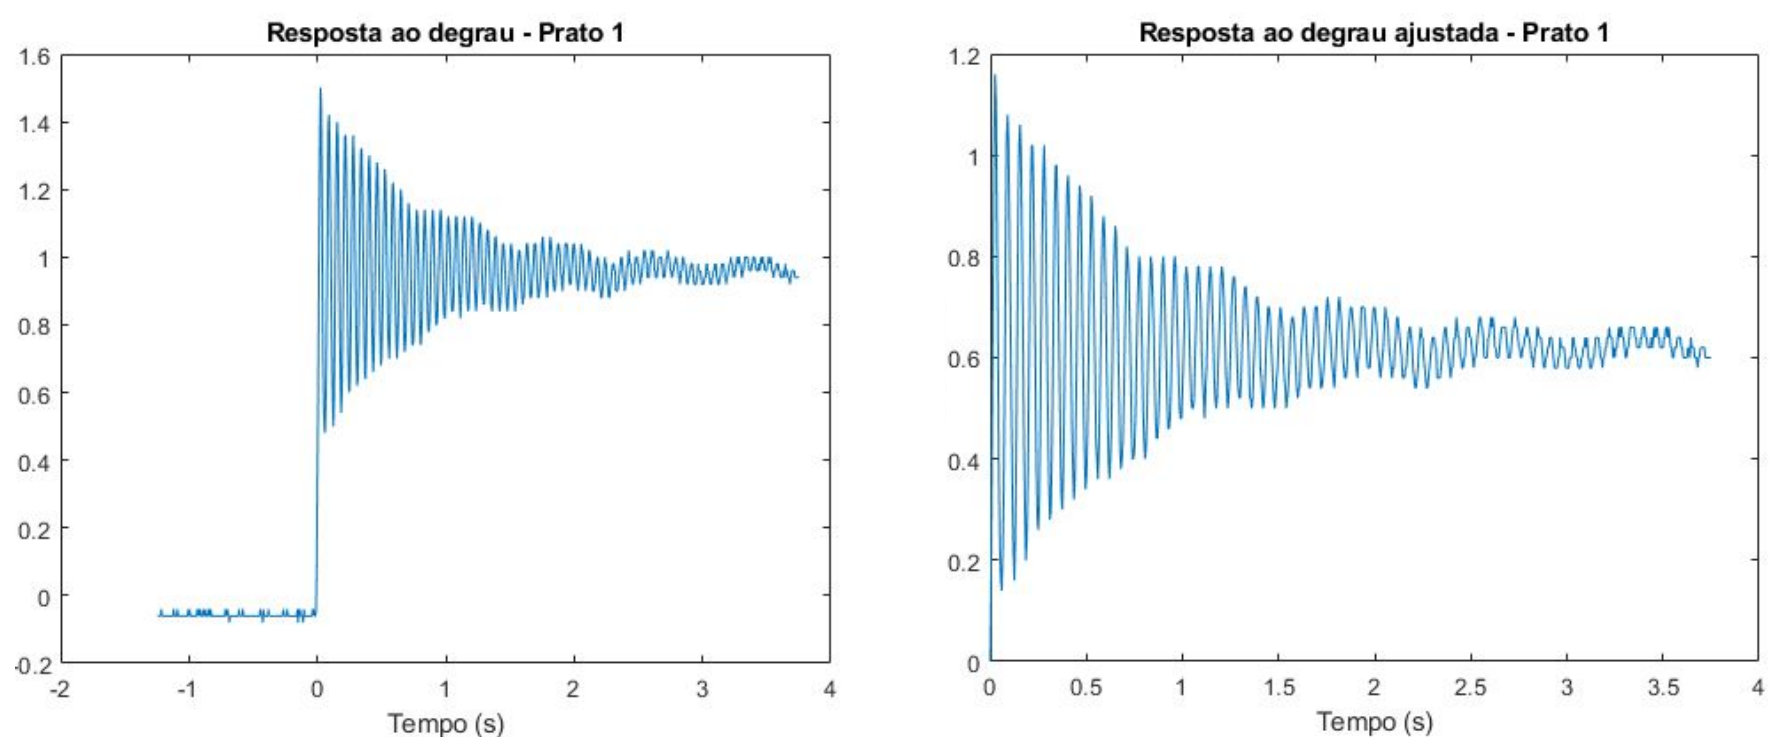 Resposta ao degrau - Prato 1
1.6
1.4
1.2
1
0.8
0.6
0.4
0.2
0
-0.2
-2 -1 0 1 2 3 4
Tempo (s)
Resposta ao degrau ajustada - Prato 1
1.2
1
0.8
0.6
0.4
0.2
0
0 0.5 1 1.5 2 2.5 3 3.5 4
Tempo (s)